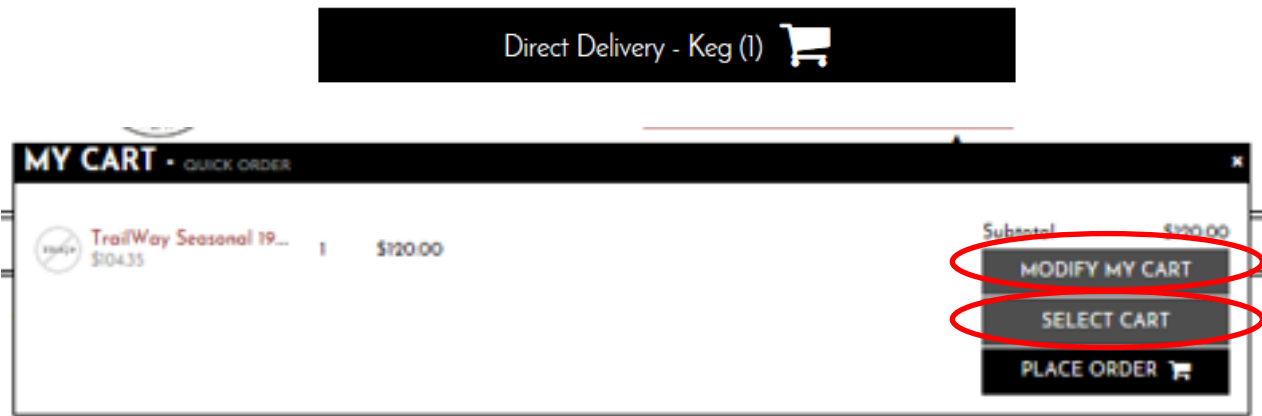 Direct Delivery - Keg (1)
MY CART - QUICK ORDER
×
TrailWay Seasonal 19... 1 $120.00
$104.35
Subtotal $120.00
MODIFY MY CART
SELECT CART
PLACE ORDER